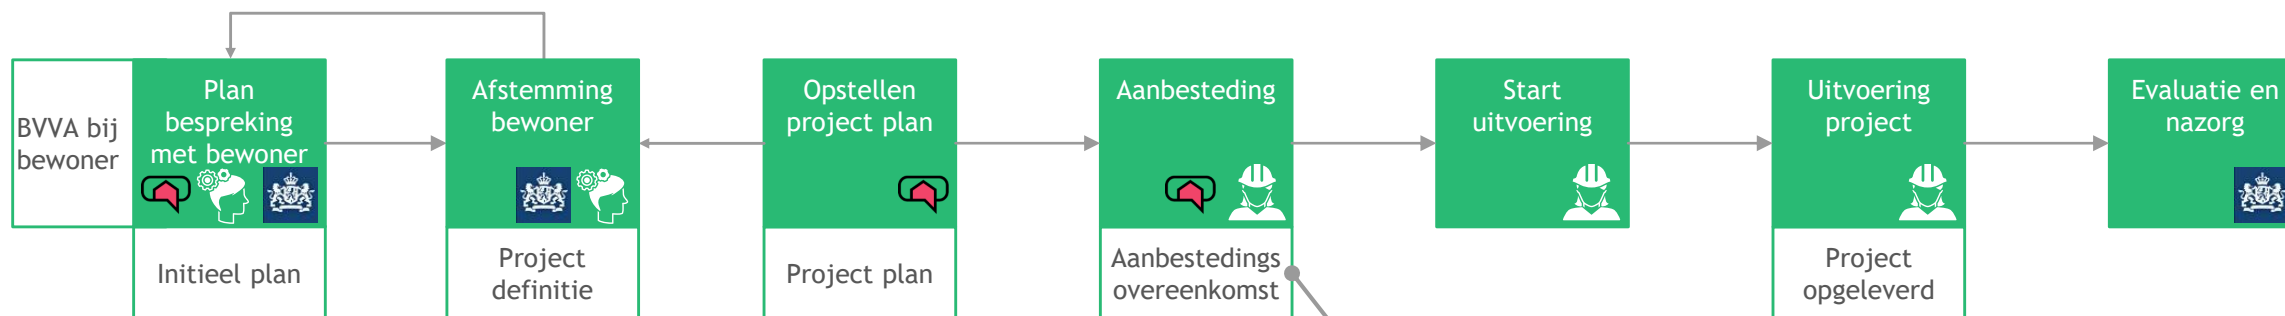 BVVA bij
bewoner
Plan
bespreking
met bewoner
Initieel plan
Afstemming
bewoner
Project
definitie
Opstellen
project plan
Project plan
Aanbesteding
Aanbestedings
overeenkomst
Start
uitvoering
Uitvoering
project
Project
opgeleverd
Evaluatie en
nazorg